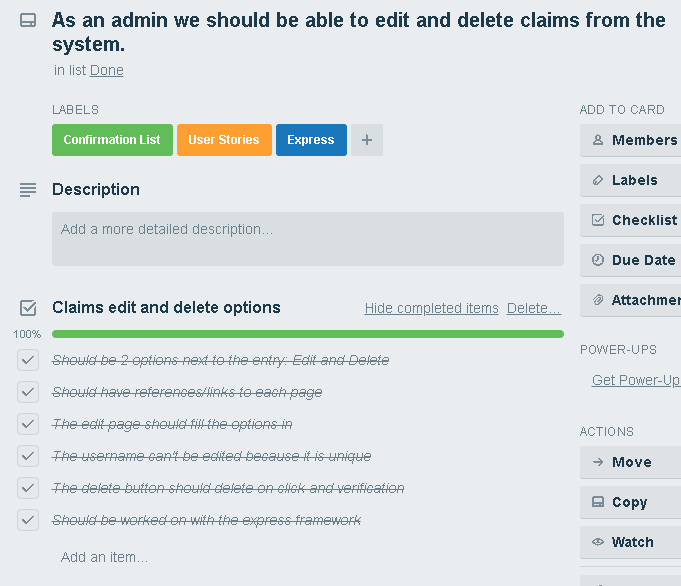 As an admin we should be able to edit and delete claims from the
system.
in list Done
LABELS
Confirmation List
User Stories
Express
+
Description
Add a more detailed description...
Claims edit and delete options
Hide completed items
Delete...
100%
Should be 2 options next to the entry: Edit and Delete
Should have references/links to each page
The edit page should fill the options in
The username can't be edited because it is unique
The delete button should delete on click and verification
Should be worked on with the express framework
Add an item...
ADD TO CARD
Members
Labels
Checklist
Due Date
Attachmer
POWER-UPS
Get Power-Up
ACTIONS
Move
Copy
Watch